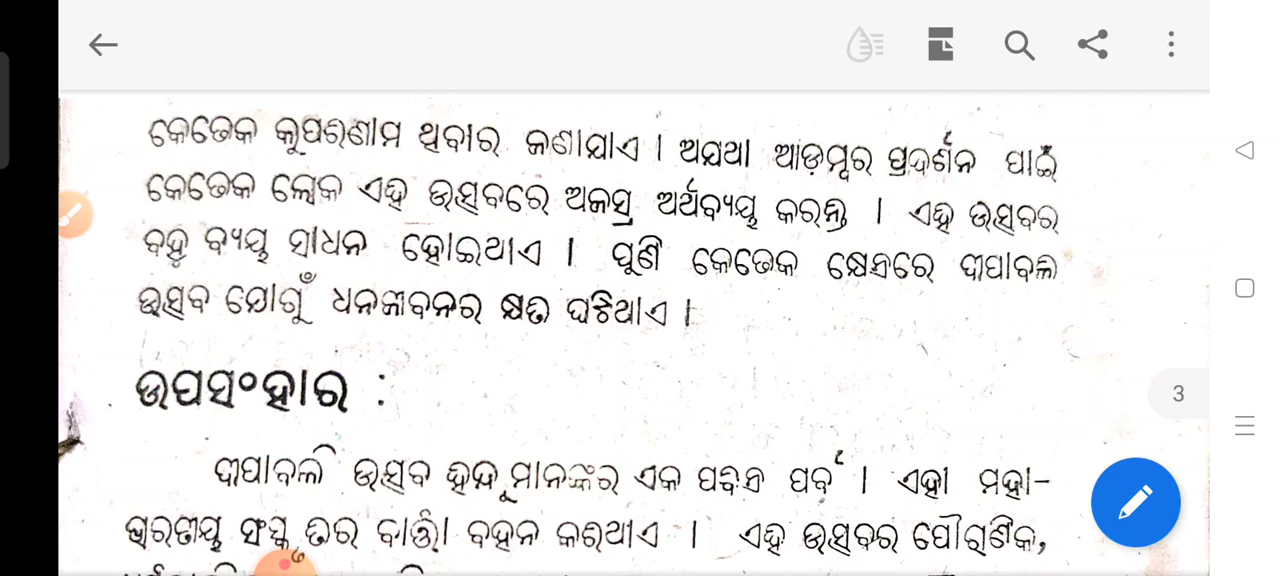 କେତେକ କୁପରିଣାମ ଥିବାର ଜଣାଯାଏ । ଅଯଥା ଆଡ଼ମ୍ବର ପ୍ରଦର୍ଶନ ପାଇଁ
କେତେକ ଲୋକ ଏହି ଉତ୍ସବରେ ଅଜସ୍ର ଅର୍ଥବ୍ୟୟ କରନ୍ତି । ଏହି ଉତ୍ସବର
ବହୁ ବ୍ୟୟ ସାଧନ ହୋଇଥାଏ । ପୁଣି କେତେକ କ୍ଷେତ୍ରରେ ଦୀପାବଳି
ଉତ୍ସବ ଯୋଗୁଁ ଧନଜୀବନର କ୍ଷତି ଘଟିଥାଏ ।
ଉପସଂହାର :
3
ଦୀପାବଳି ଉତ୍ସବ ହିନ୍ଦୁମାନଙ୍କର ଏକ ପବିତ୍ର ପର୍ବ । ଏହା ମହା-
ଭାରତୀୟ ସଂସ୍କୃତିର ବାର୍ତ୍ତା ବହନ କରିଥାଏ । ଏହି ଉତ୍ସବର ପୌରାଣିକ,